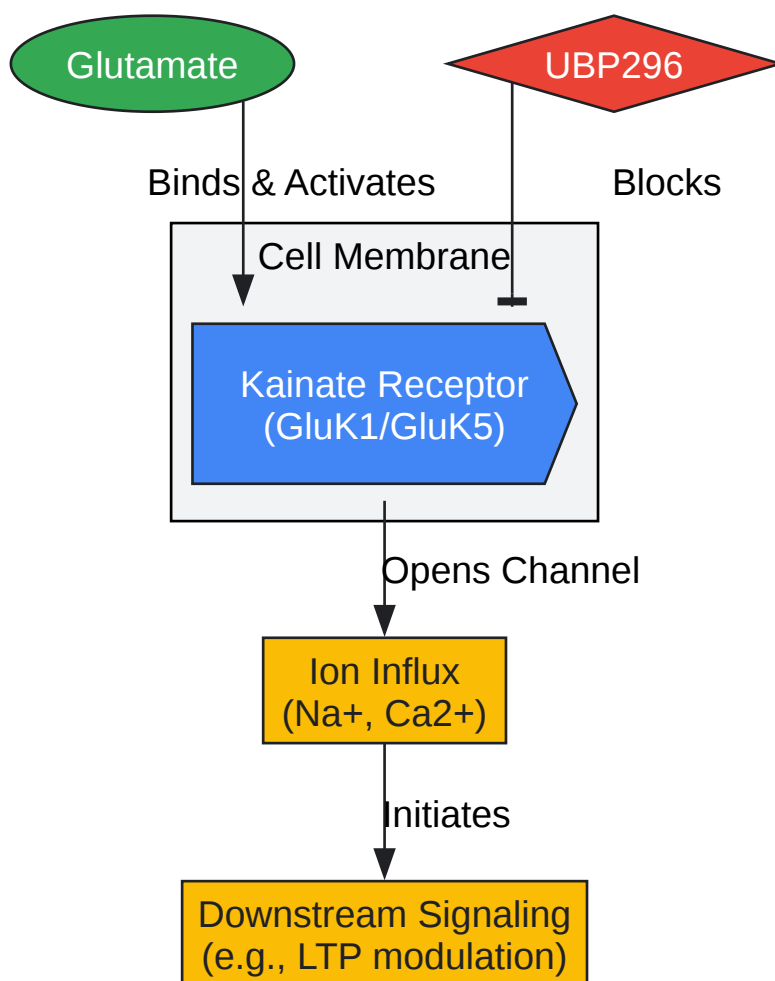 Glutamate
UBP296
Binds & Activates
Blocks
Cell Membrane
Kainate Receptor
(GluK1/GluK5)
Opens Channel
Ion Influx
(Na+, Ca2+)
Initiates
Downstream Signaling
(e.g., LTP modulation)